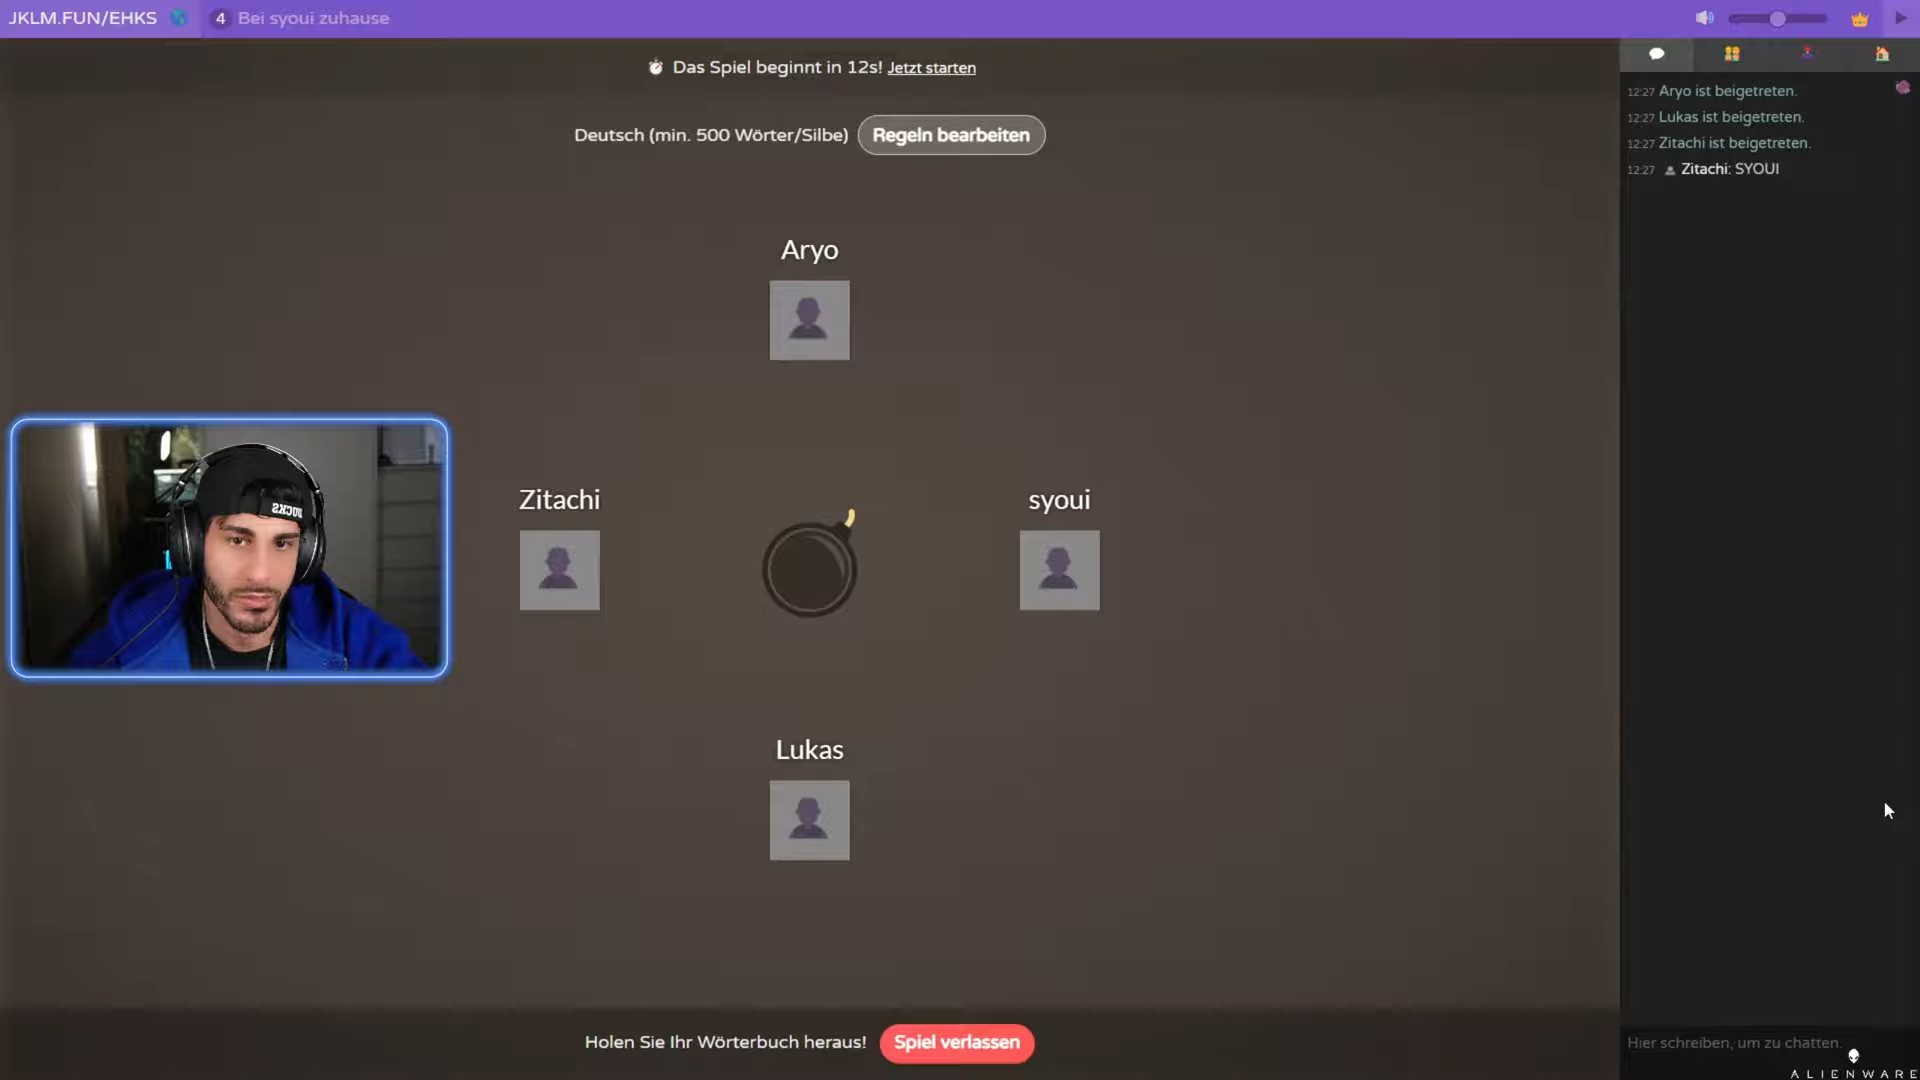 JKLM.FUN/EHKS
4 Bei syoui zuhause
Das Spiel beginnt in 12s! Jetzt starten
Deutsch (min. 500 Wörter/Silbe) Regeln bearbeiten
12:27 Aryo ist beigetreten.
12:27 Lukas ist beigetreten.
12:27 Zitachi ist beigetreten.
12:27 Zitachi: SYOUI
Aryo
Zitachi
syoui
Lukas
Holen Sie Ihr Wörterbuch heraus! Spiel verlassen
Hier schreiben, um zu chatten.
ALIENWARE